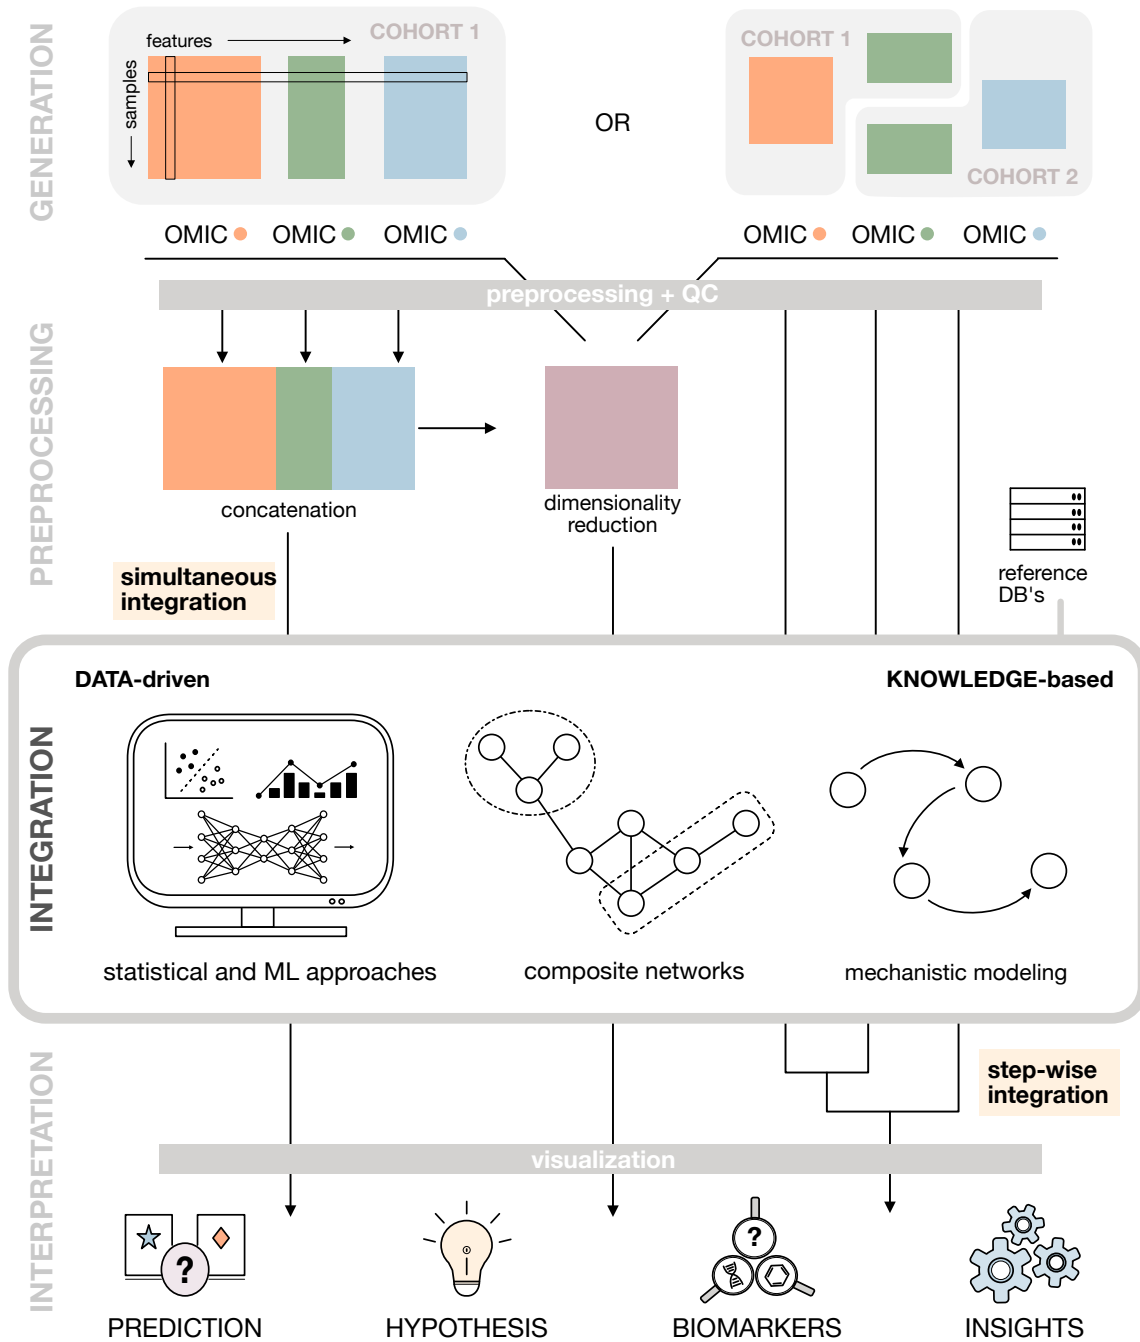 GENERATION
features
COHORT 1
samples
OR
COHORT 1
COHORT 2
OMIC
OMIC
OMIC
OMIC
OMIC
OMIC
preprocessing + QC
PREPROCESSING
concatenation
dimensionality
reduction
simultaneous
integration
reference
DB's
INTEGRATION
DATA-driven
KNOWLEDGE-based
statistical and ML approaches
composite networks
mechanistic modeling
step-wise
integration
INTERPRETATION
visualization
?
?
PREDICTION
HYPOTHESIS
BIOMARKERS
INSIGHTS